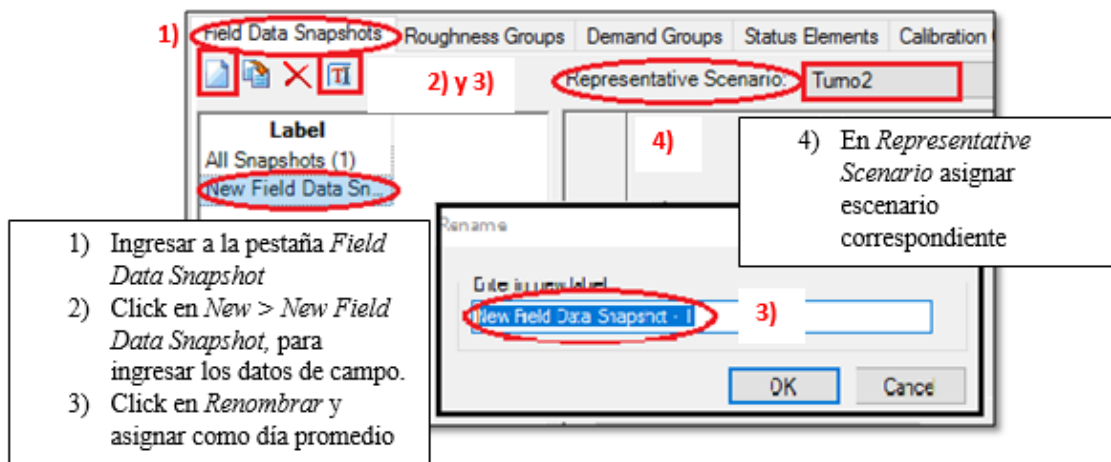 1)
Field Data Snapshots
Roughness Groups
Demand Groups
Status Elements
Calibration
2) y 3)
Representative Scenario:
Turno2
Label
All Snapshots (1)
New Field Data Sn...
4)
4) En Representative
Scenario asignar
escenario
correspondiente
1) Ingresar a la pestaña Field
Data Snapshot
2) Click en New > New Field
Data Snapshot, para
ingresar los datos de campo.
3) Click en Renombrar y
asignar como día promedio
Rename
Enter in new label
New Field Data Snapshot - 1
3)
OK
Cancel